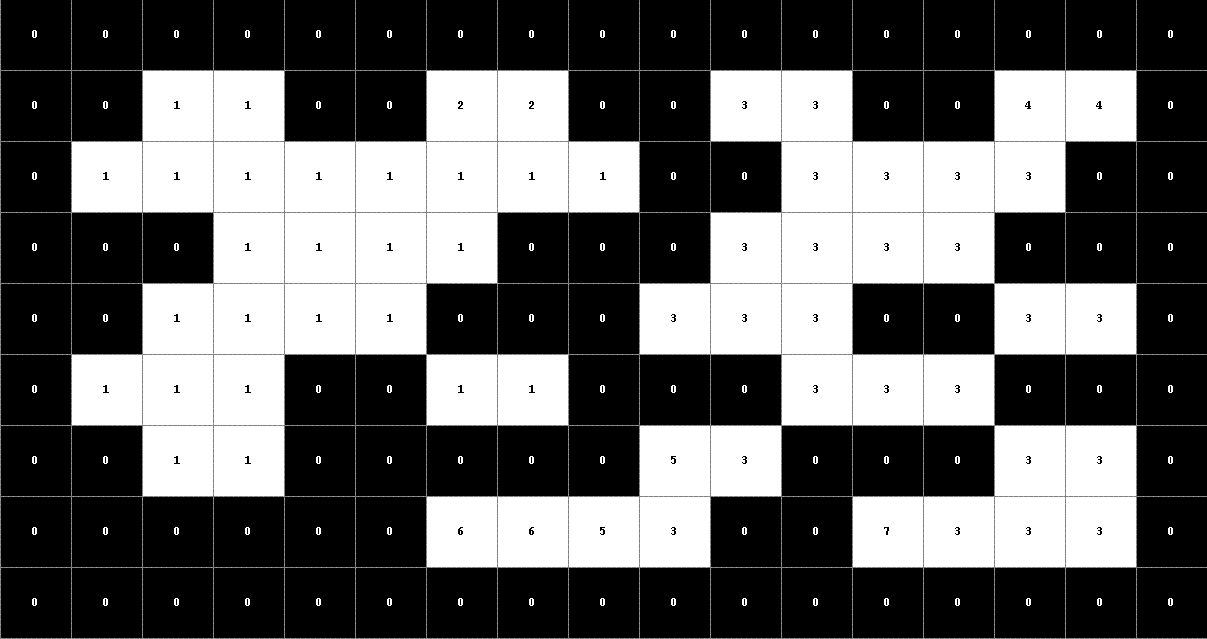 0 0 0 0 0 0 0 0 0 0 0 0 0 0 0 0 0
0 0 1 1 0 0 2 2 0 0 3 3 0 0 4 4 0
0 1 1 1 1 1 1 1 1 0 0 3 3 3 3 0 0
0 0 0 1 1 1 1 0 0 0 3 3 3 3 0 0 0
0 0 1 1 1 1 0 0 0 3 3 3 0 0 3 3 0
0 1 1 1 0 0 1 1 0 0 0 3 3 3 0 0 0
0 0 1 1 0 0 0 0 0 5 3 0 0 0 3 3 0
0 0 0 0 0 0 6 6 5 3 0 0 7 3 3 3 0
0 0 0 0 0 0 0 0 0 0 0 0 0 0 0 0 0